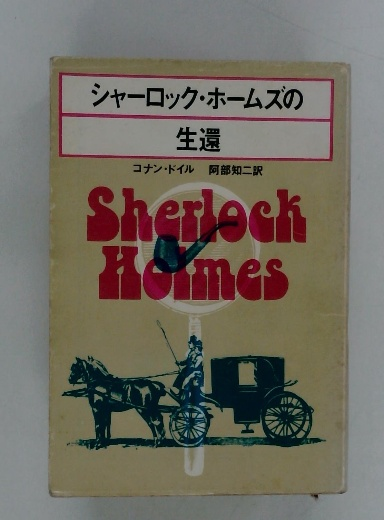 シャーロック・ホームズの
生還
コナン・ドイル 阿部知二訳
Sherlock
Holmes